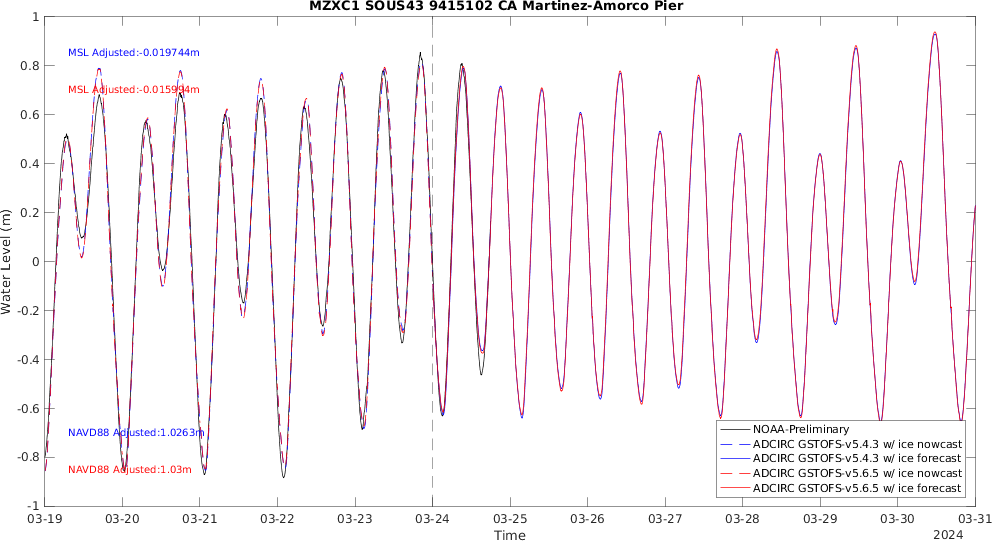 MZXC1 SOUS43 9415102 CA Martinez-Amorco Pier
1
0.8
0.6
0.4
0.2
0
-0.2
-0.4
-0.6
-0.8
-1
Water Level (m)
MSL Adjusted:-0.019744m
MSL Adjusted:-0.015994m
NAVD88 Adjusted:1.0263m
NAVD88 Adjusted:1.03m
NOAA-Preliminary
ADCIRC GSTOFS-v5.4.3 w/ ice nowcast
ADCIRC GSTOFS-v5.4.3 w/ ice forecast
ADCIRC GSTOFS-v5.6.5 w/ ice nowcast
ADCIRC GSTOFS-v5.6.5 w/ ice forecast
03-19 03-20 03-21 03-22 03-23 03-24 03-25 03-26 03-27 03-28 03-29 03-30 03-31
Time
2024